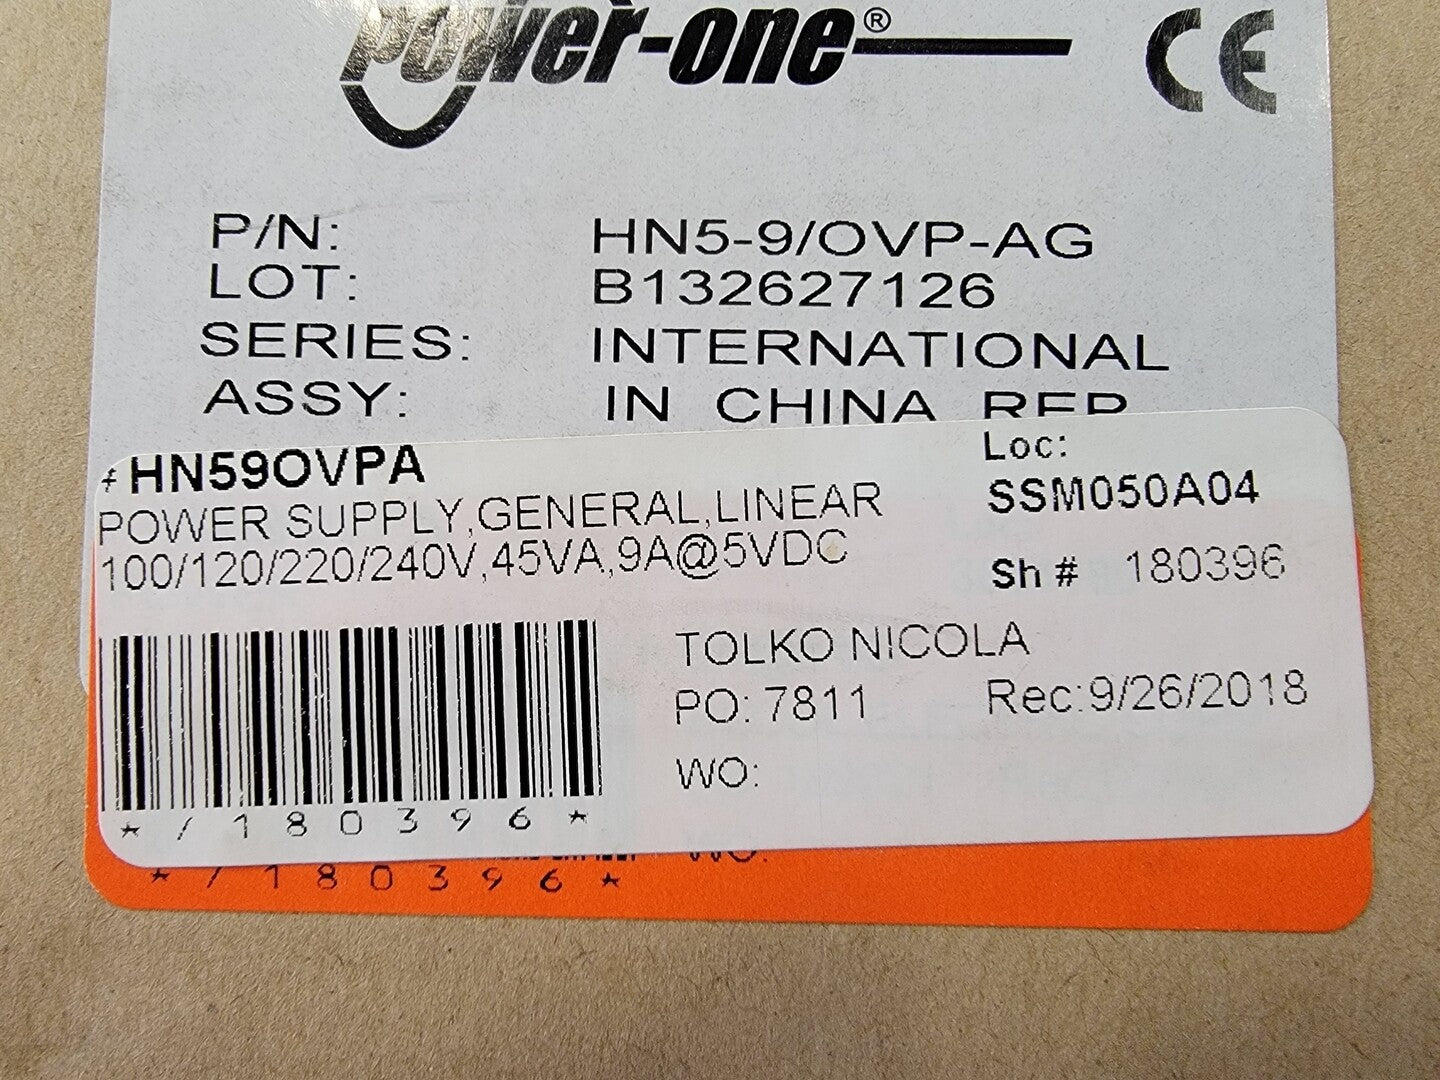 power-one®
CE
P/N: HN5-9/OVP-AG
LOT: B132627126
SERIES: INTERNATIONAL
ASSY: IN CHINA REP
# HN59OVPA
POWER SUPPLY,GENERAL,LINEAR
100/120/220/240V,45VA,9A@5VDC
Loc:
SSM050A04
Sh # 180396
TOLKO NICOLA
PO: 7811 Rec:9/26/2018
WO:
*/180396*
WO:
*/180396*